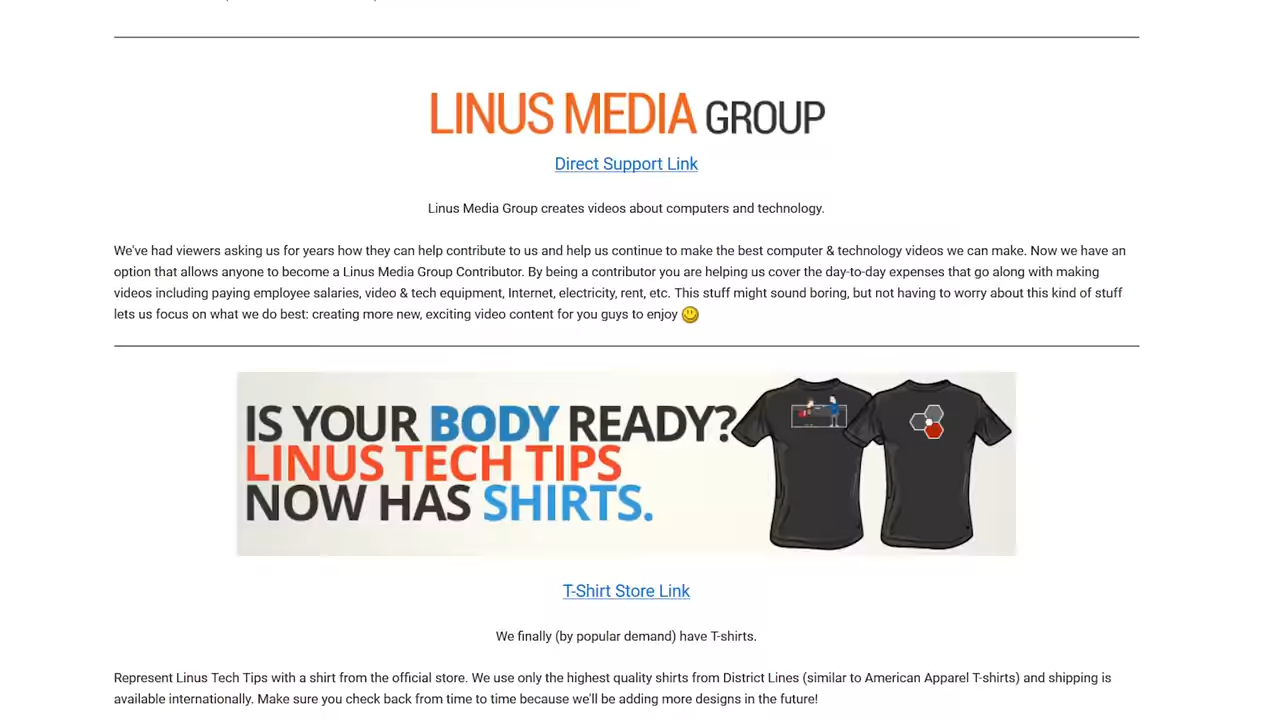 LINUS MEDIA GROUP
Direct Support Link
Linus Media Group creates videos about computers and technology.
We've had viewers asking us for years how they can help contribute to us and help us continue to make the best computer & technology videos we can make. Now we have an
option that allows anyone to become a Linus Media Group Contributor. By being a contributor you are helping us cover the day-to-day expenses that go along with making
videos including paying employee salaries, video & tech equipment, Internet, electricity, rent, etc. This stuff might sound boring, but not having to worry about this kind of stuff
lets us focus on what we do best: creating more new, exciting video content for you guys to enjoy
IS YOUR BODY READY?
LINUS TECH TIPS
NOW HAS SHIRTS.
T-Shirt Store Link
We finally (by popular demand) have T-shirts.
Represent Linus Tech Tips with a shirt from the official store. We use only the highest quality shirts from District Lines (similar to American Apparel T-shirts) and shipping is
available internationally. Make sure you check back from time to time because we'll be adding more designs in the future!